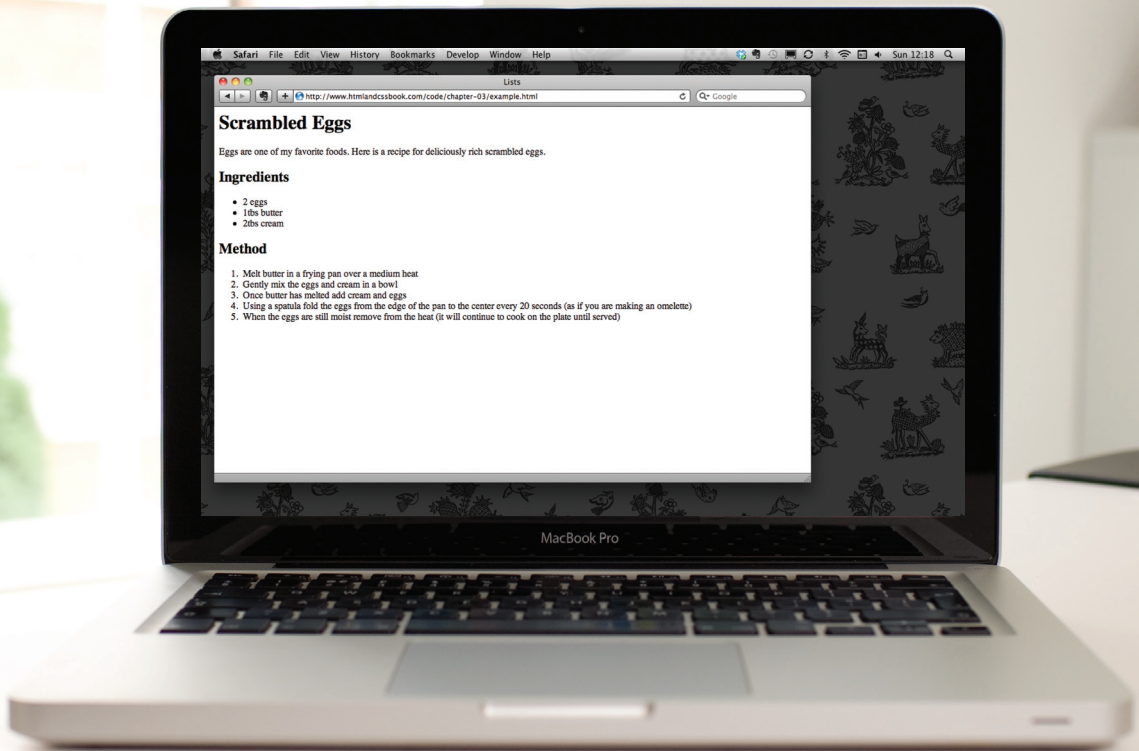 Safari File Edit View History Bookmarks Develop Window Help Sun 12:18
Lists
http://www.htmlandcssbook.com/code/chapter-03/example.html Google
Scrambled Eggs
Eggs are one of my favorite foods. Here is a recipe for deliciously rich scrambled eggs.
Ingredients
• 2 eggs
• 1tbs butter
• 2tbs cream
Method
1. Melt butter in a frying pan over a medium heat
2. Gently mix the eggs and cream in a bowl
3. Once butter has melted add cream and eggs
4. Using a spatula fold the eggs from the edge of the pan to the center every 20 seconds (as if you are making an omelette)
5. When the eggs are still moist remove from the heat (it will continue to cook on the plate until served)
MacBook Pro